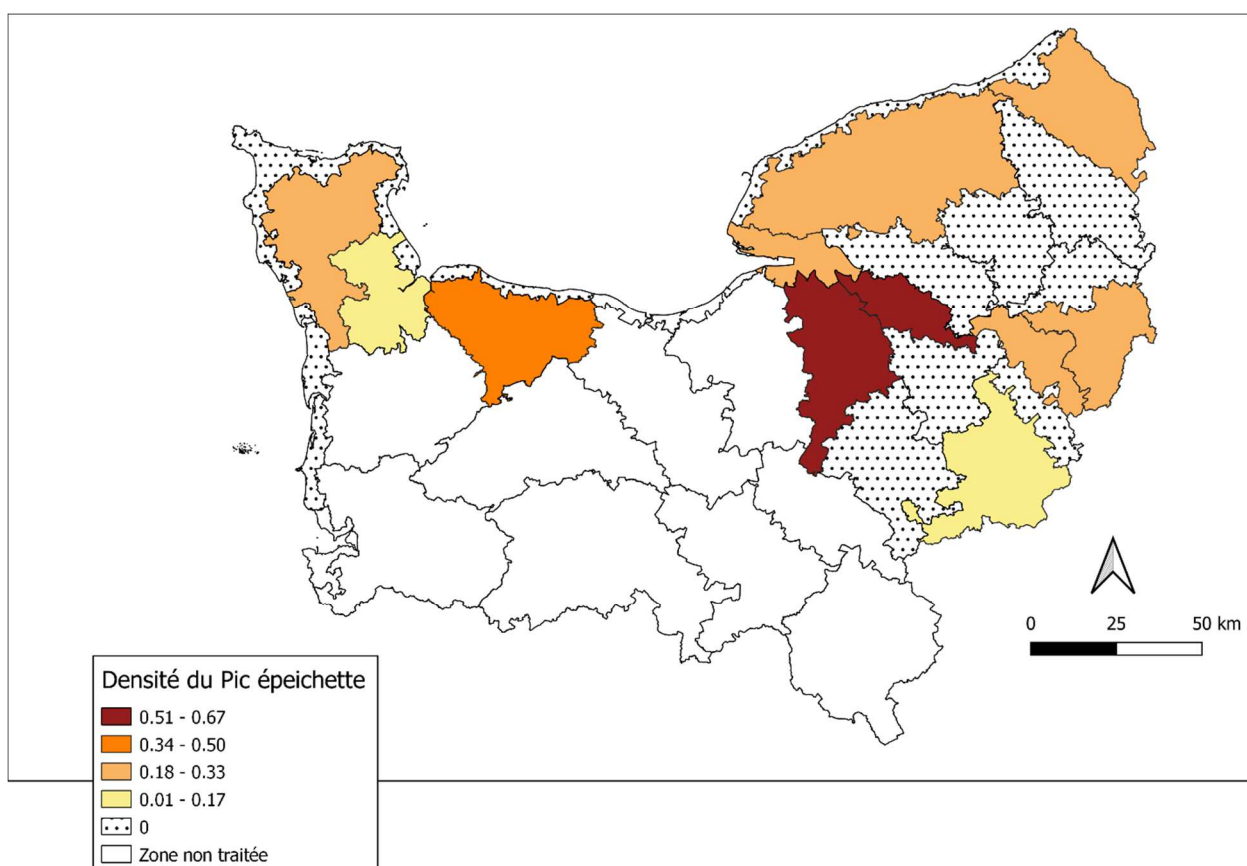 0 25 50 km
Densité du Pic épeichette
0.51 - 0.67
0.34 - 0.50
0.18 - 0.33
0.01 - 0.17
0
Zone non traitée